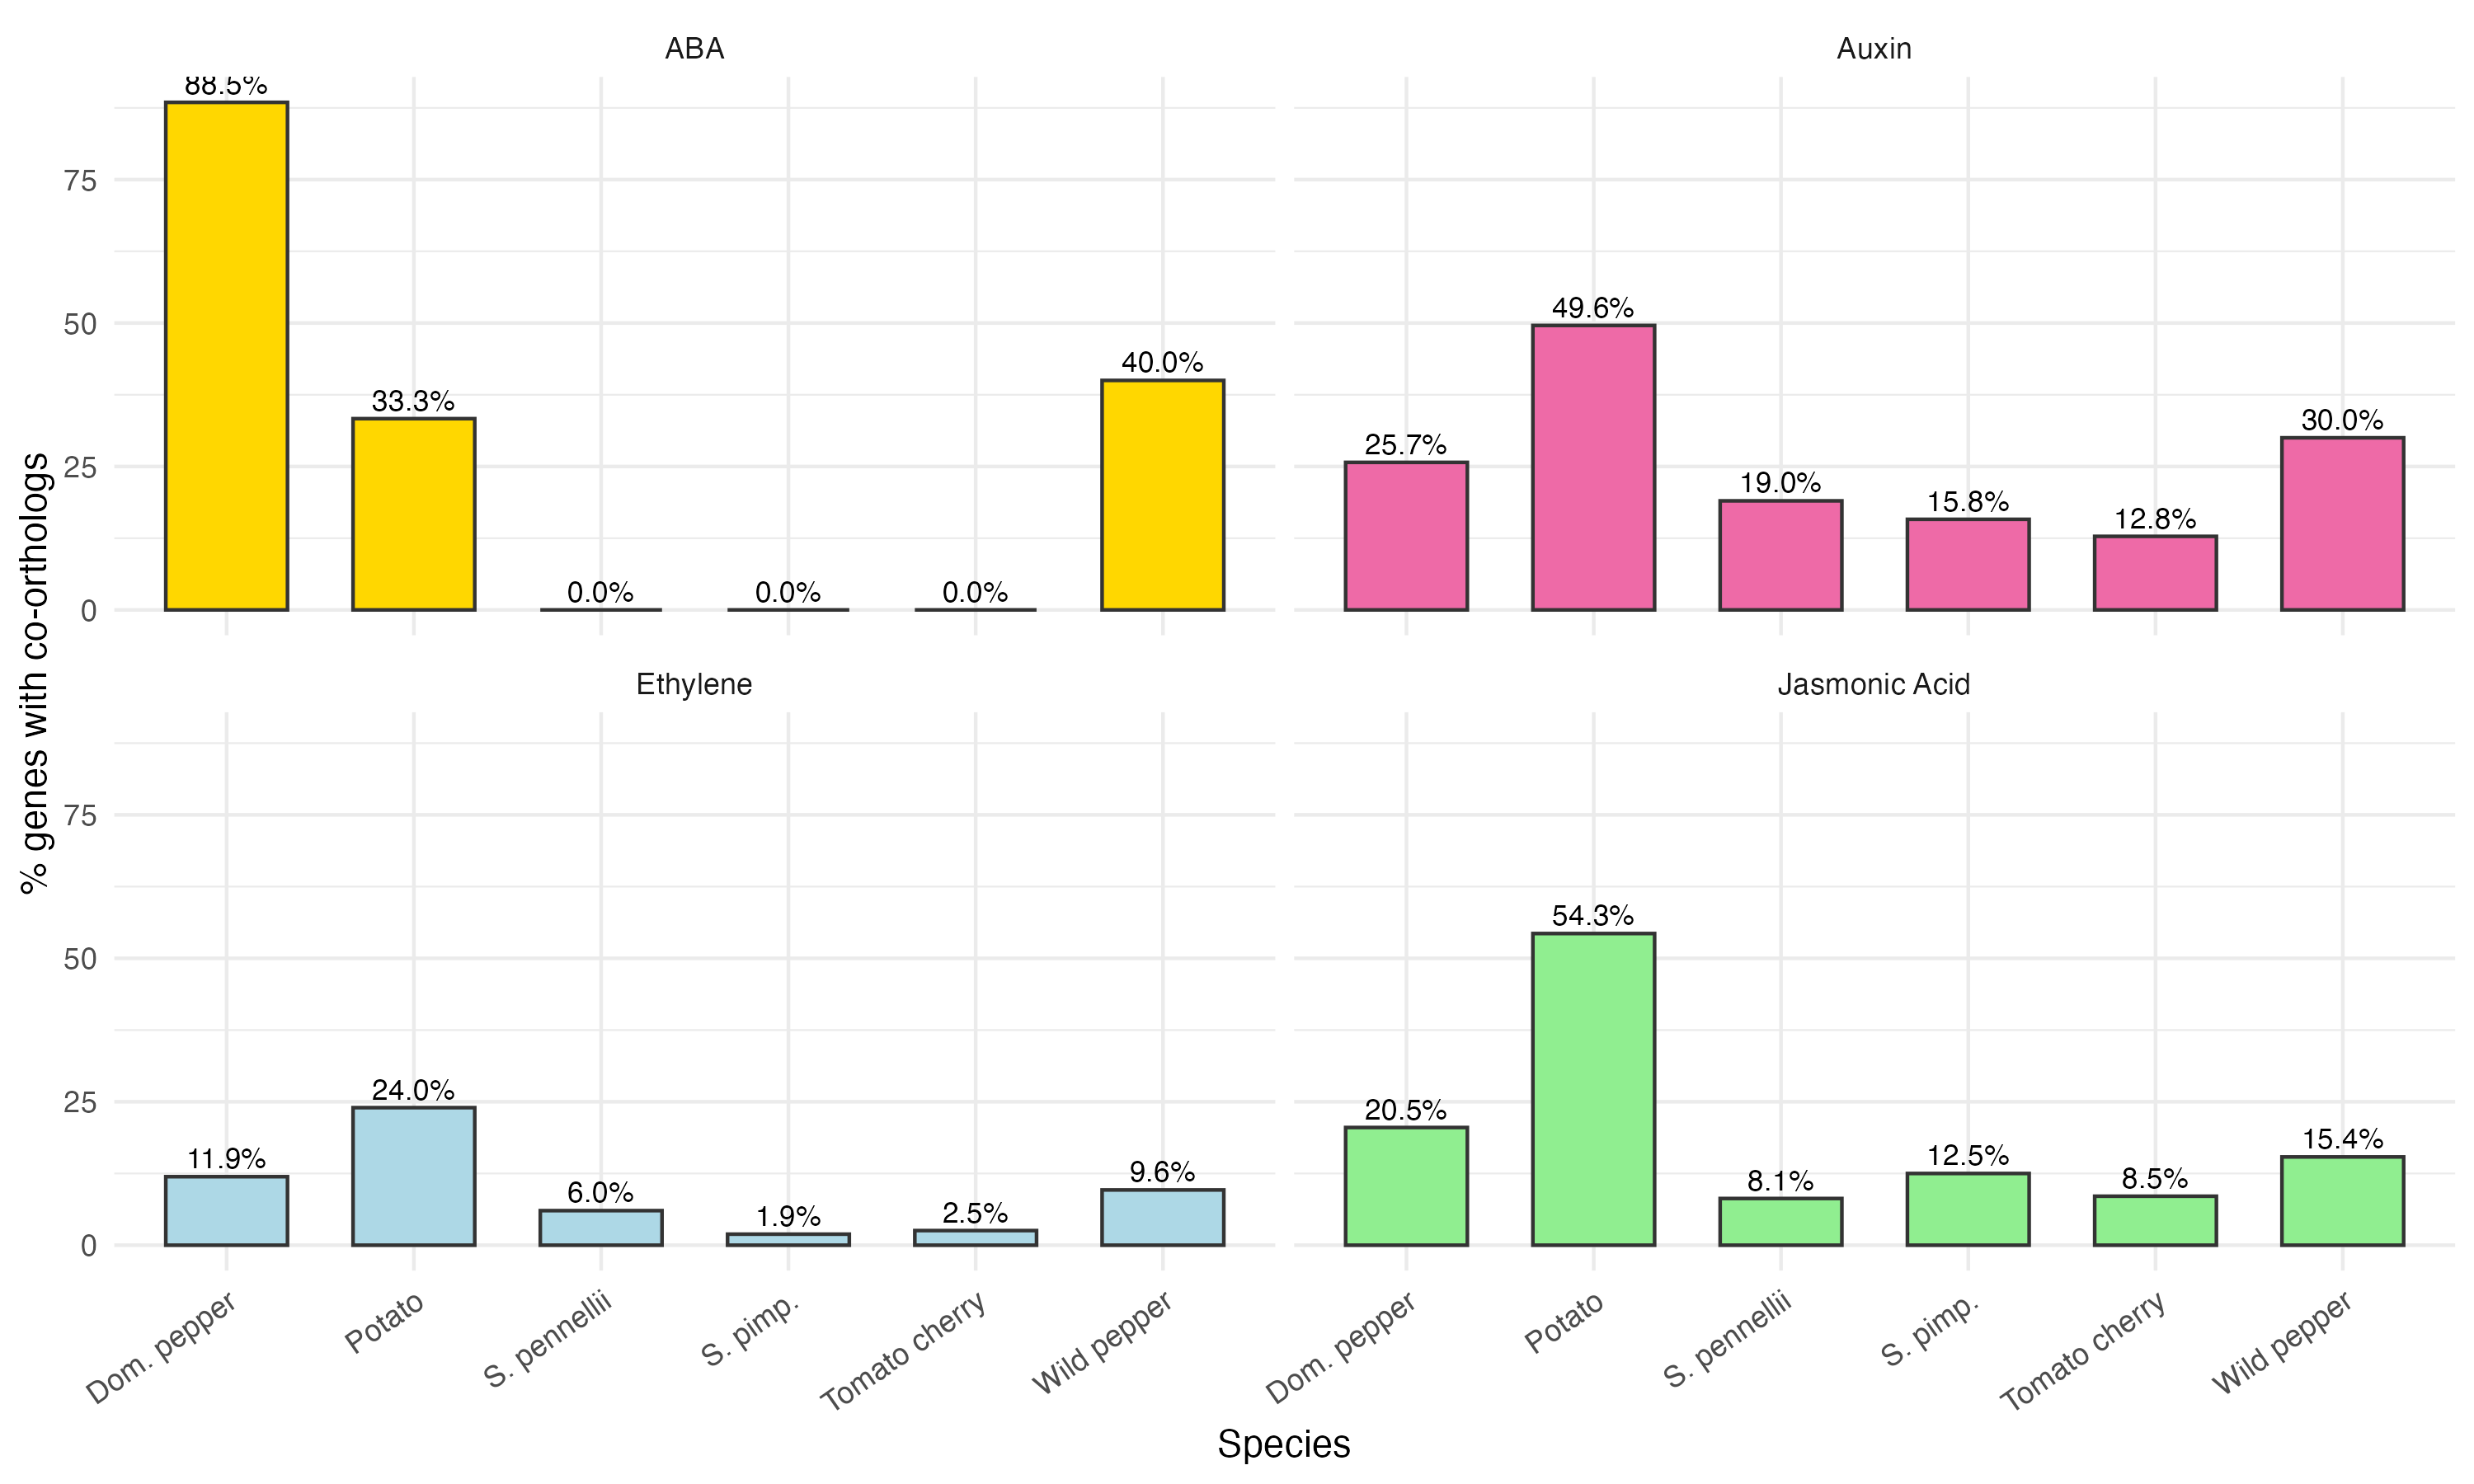 ABA
Auxin
88.5%
33.3%
0.0%
0.0%
0.0%
40.0%
25.7%
49.6%
19.0%
15.8%
12.8%
30.0%
75
50
25
0
% genes with co-orthologs
Ethylene
Jasmonic Acid
11.9%
24.0%
6.0%
1.9%
2.5%
9.6%
20.5%
54.3%
8.1%
12.5%
8.5%
15.4%
75
50
25
0
Dom. pepper
Potato
S. pennellii
S. pimp.
Tomato cherry
Wild pepper
Dom. pepper
Potato
S. pennellii
S. pimp.
Tomato cherry
Wild pepper
Species